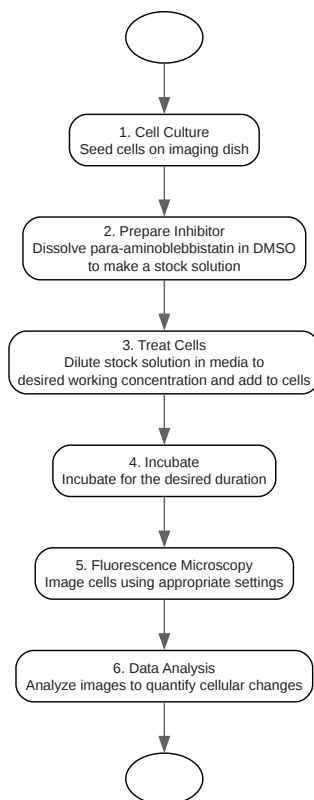 1. Cell Culture
Seed cells on imaging dish
2. Prepare Inhibitor
Dissolve para-aminoblebbistatin in DMSO
to make a stock solution
3. Treat Cells
Dilute stock solution in media to
desired working concentration and add to cells
4. Incubate
Incubate for the desired duration
5. Fluorescence Microscopy
Image cells using appropriate settings
6. Data Analysis
Analyze images to quantify cellular changes